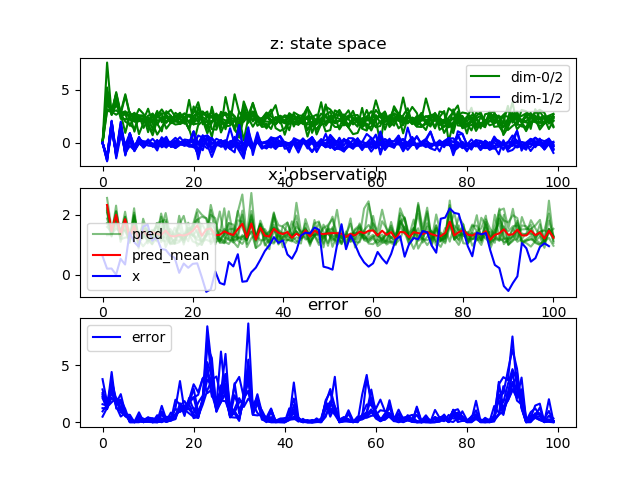 z: state space
5
0
dim-0/2
dim-1/2
0 20 40 60 80 100
x: observation
2
0
pred
pred_mean
x
0 20 40 60 80 100
error
5
0
error
0 20 40 60 80 100